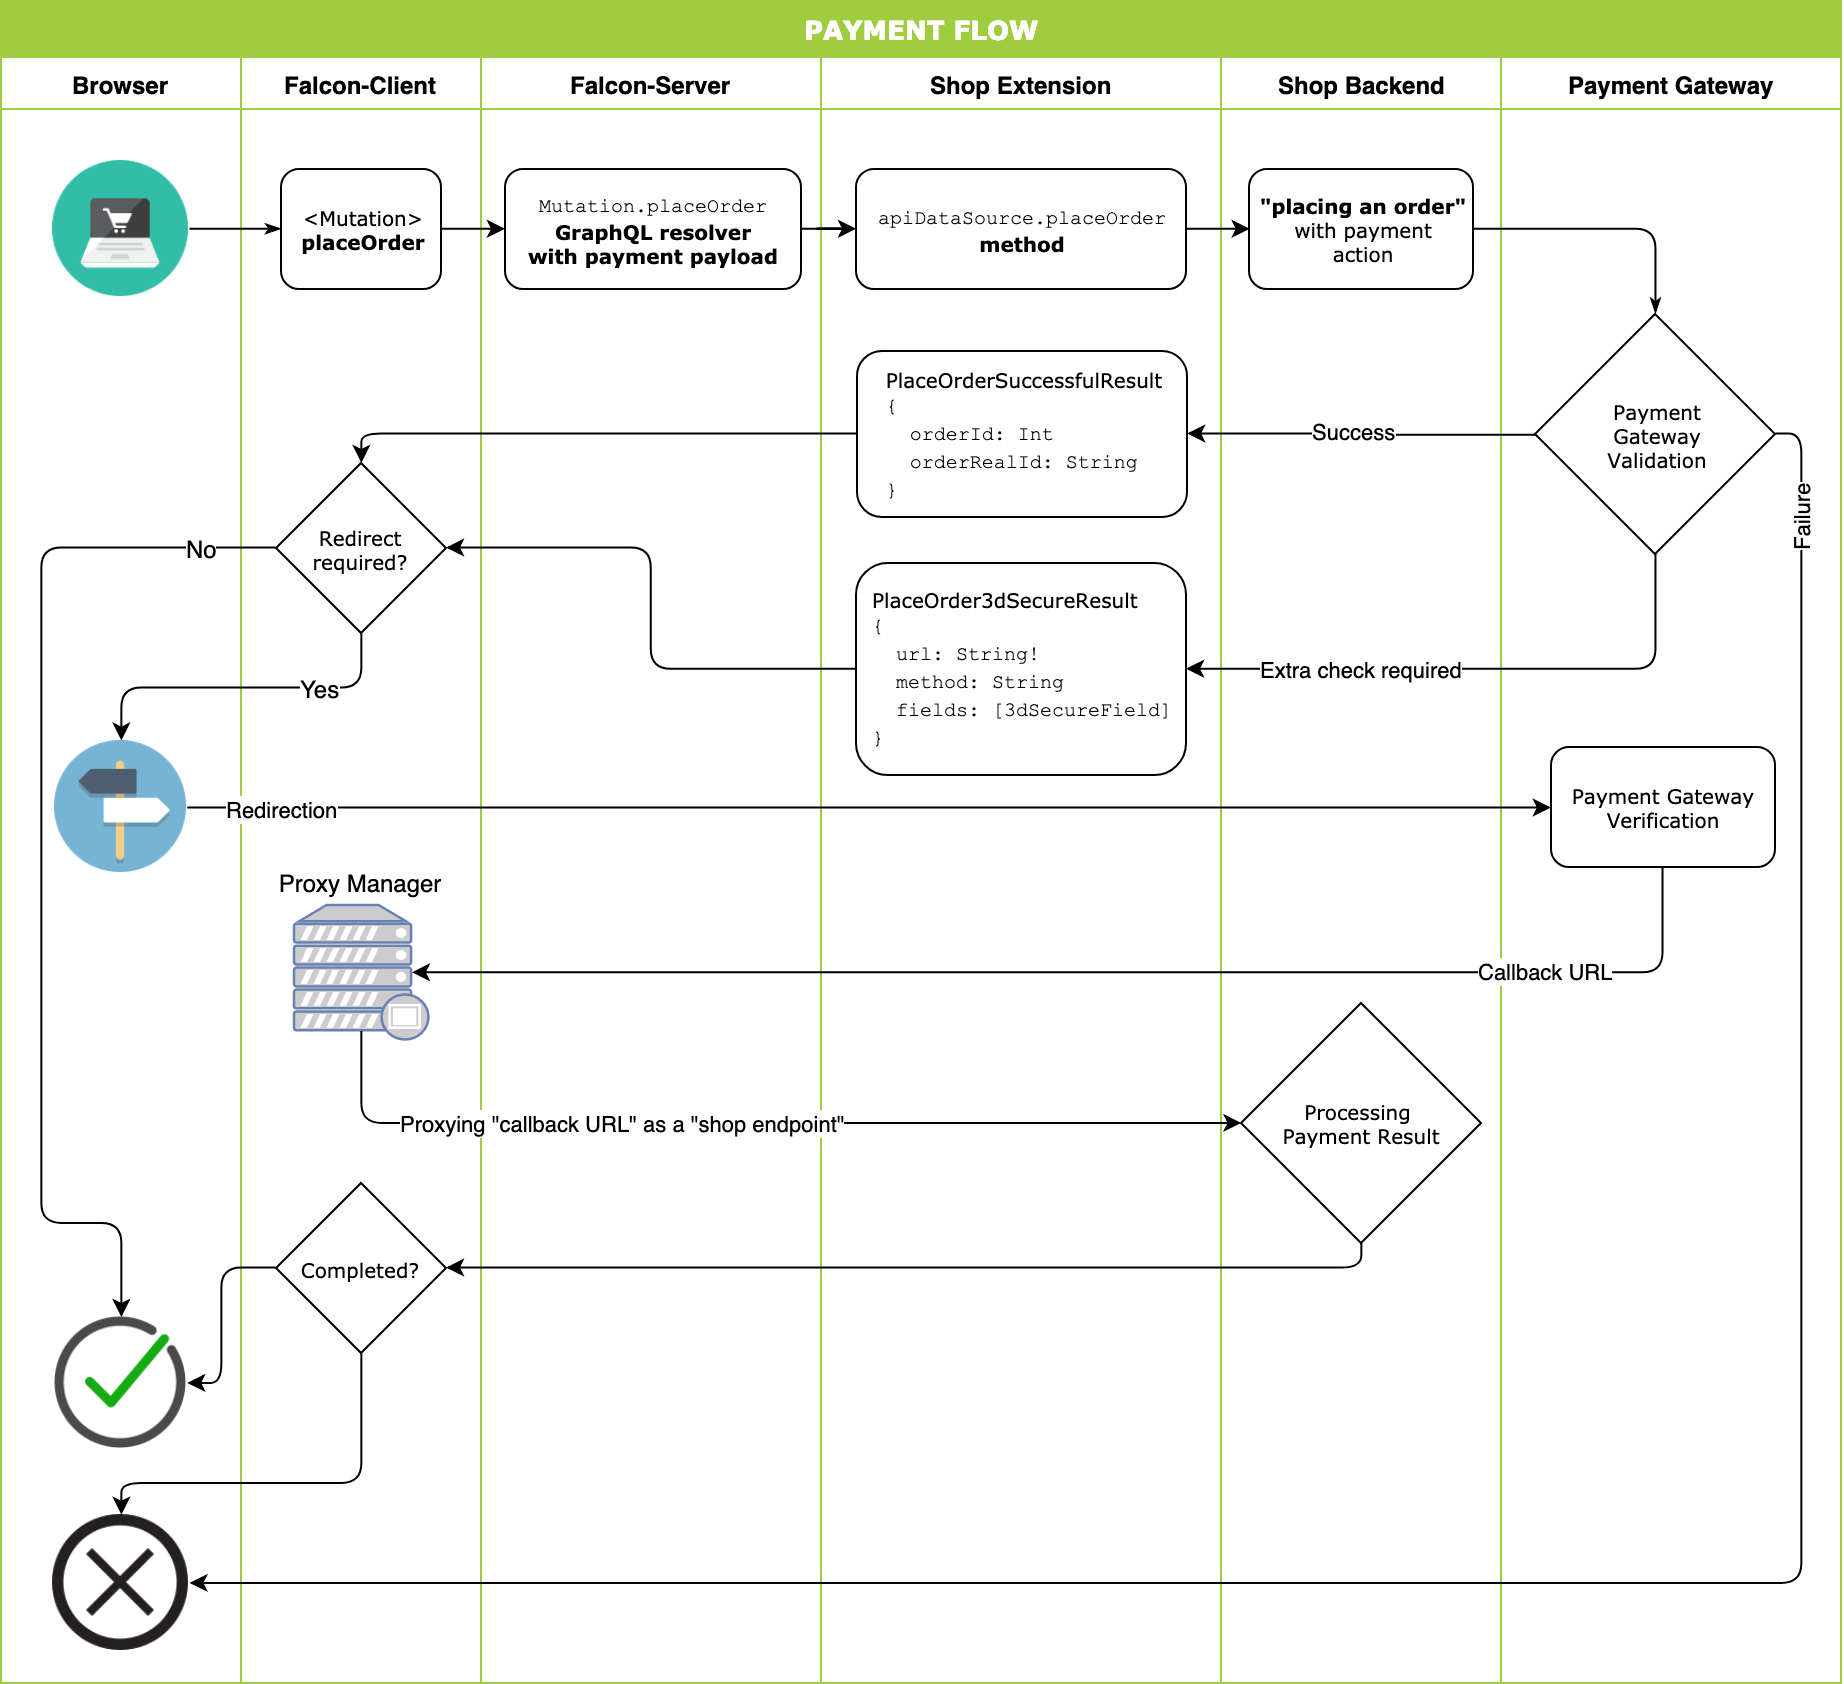 PAYMENT FLOW
Browser
Falcon-Client
Falcon-Server
Shop Extension
Shop Backend
Payment Gateway
<Mutation>
placeOrder
Mutation.placeOrder
GraphQL resolver
with payment payload
apiDataSource.placeOrder
method
"placing an order"
with payment
action
PlaceOrderSuccessfulResult
{
orderId: Int
orderRealId: String
}
Success
Payment
Gateway
Validation
Failure
No
Redirect
required?
PlaceOrder3dSecureResult
{
url: String!
method: String
fields: [3dSecureField]
}
Extra check required
Yes
Redirection
Payment Gateway
Verification
Proxy Manager
Callback URL
Proxying "callback URL" as a "shop endpoint"
Processing
Payment Result
Completed?